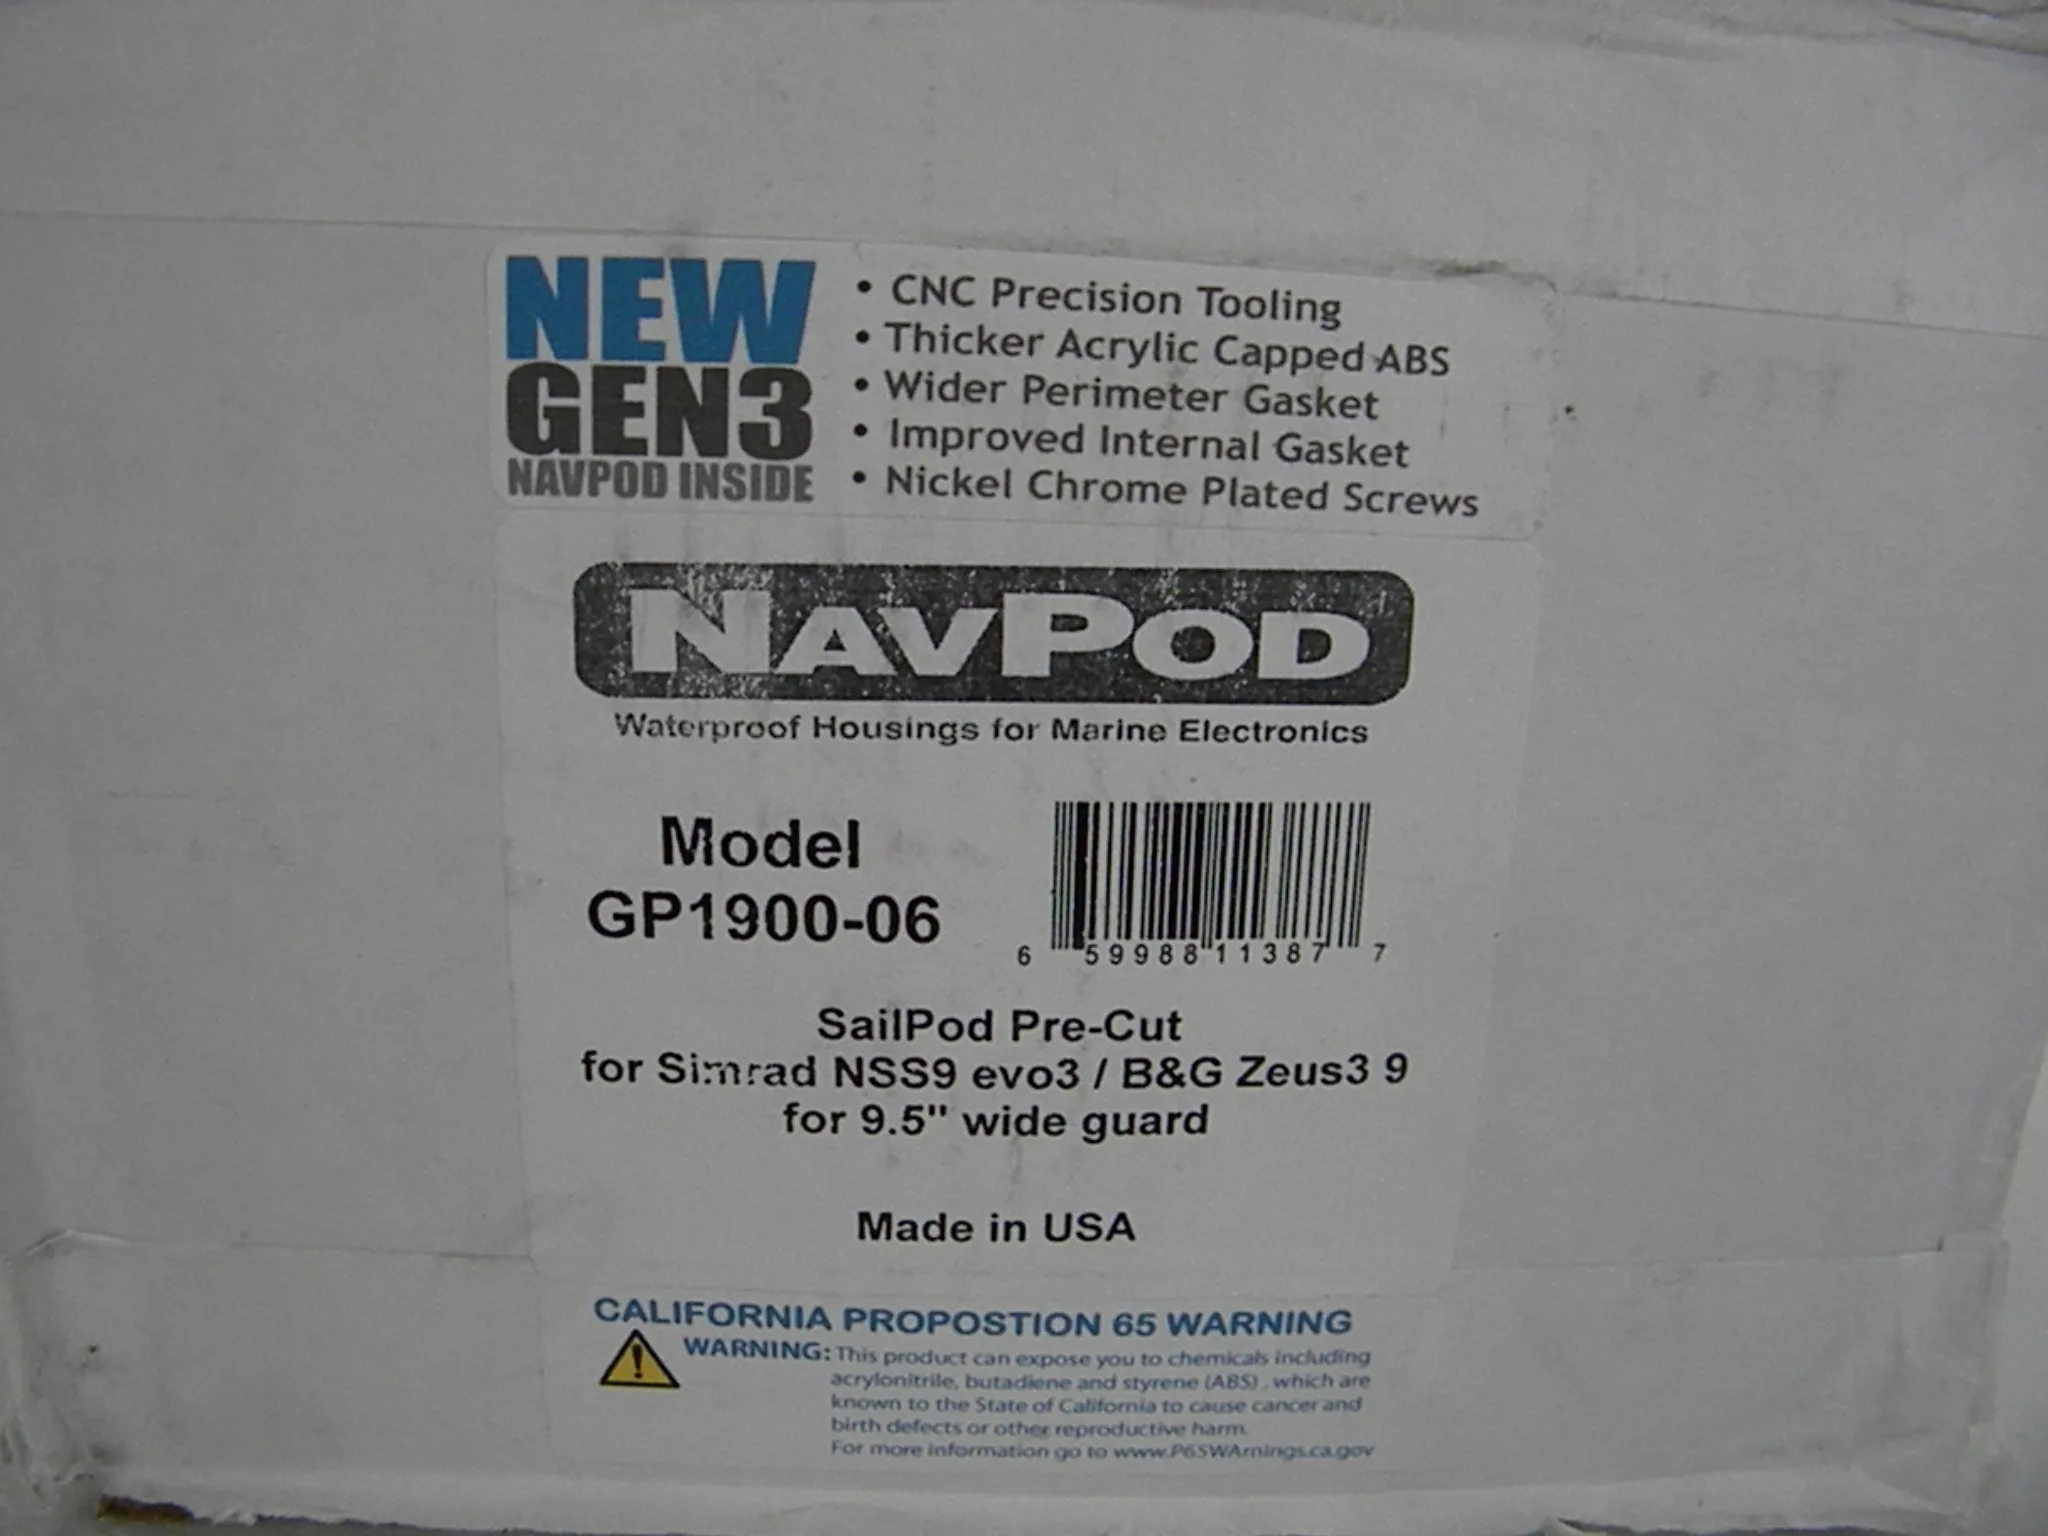 NEW
GEN3
NAVPOD INSIDE
• CNC Precision Tooling
• Thicker Acrylic Capped ABS
• Wider Perimeter Gasket
• Improved Internal Gasket
• Nickel Chrome Plated Screws
NAVPOD
Waterproof Housings for Marine Electronics
Model
GP1900-06
6 59988 11387 7
SailPod Pre-Cut
for Simrad NSS9 evo3 / B&G Zeus3 9
for 9.5" wide guard
Made in USA
CALIFORNIA PROPOSTION 65 WARNING
WARNING: This product can expose you to chemicals including
acrylonitrile, butadiene and styrene (ABS) , which are
known to the State of California to cause cancer and
birth defects or other reproductive harm.
For more information go to www.P65WArnings.ca.gov